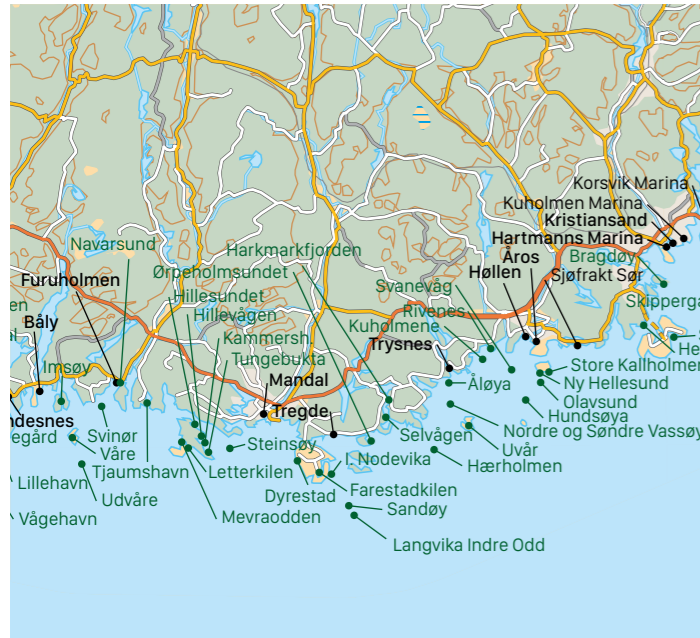 Korsvik Marina
Kuholmen Marina
Kristiansand
Hartmanns Marina
Navarsund
Harkmarkfjorden
Åros
Bragdøy
Ørpeholmsundet
Høllen
Sjøfrakt Sør
Furuholmen
Svanevåg
Hillesundet
Rivenes
Hillevågen
Kuholmene
Båly
Kammersh.
Trysnes
Tungebukta
Imsøy
Mandal
Store Kallholmen
Åløya
Ny Hellesund
Tregde
Olavsund
Svinør
Nordre og Søndre Vassøy
Hundsøya
Våre
Steinsøy
Selvågen
Uvår
Tjaumshavn
Letterkilen
I. Nodevika
Hærholmen
Lillehavn
Udvåre
Dyrestad
Farestadkilen
Mevraodden
Sandøy
Vågehavn
Langvika Indre Odd